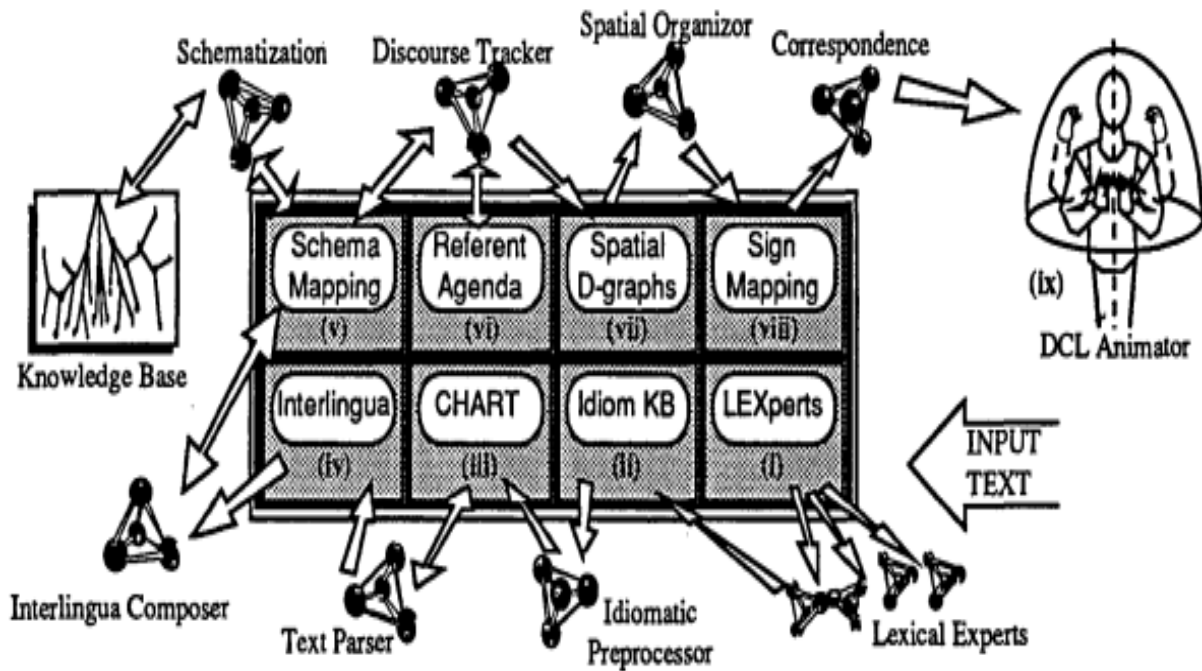 Spatial Organizor
Schematization
Discourse Tracker
Correspondence
Schema
Mapping
(v)
Referent
Agenda
(vi)
Spatial
D-graphs
(vii)
Sign
Mapping
(viii)
(ix)
DCL Animator
Knowledge Base
Interlingua
(iv)
CHART
(iii)
Idiom KB
(ii)
LEXperts
(i)
INPUT
TEXT
Interlingua Composer
Text Parser
Idiomatic
Preprocessor
Lexical Experts